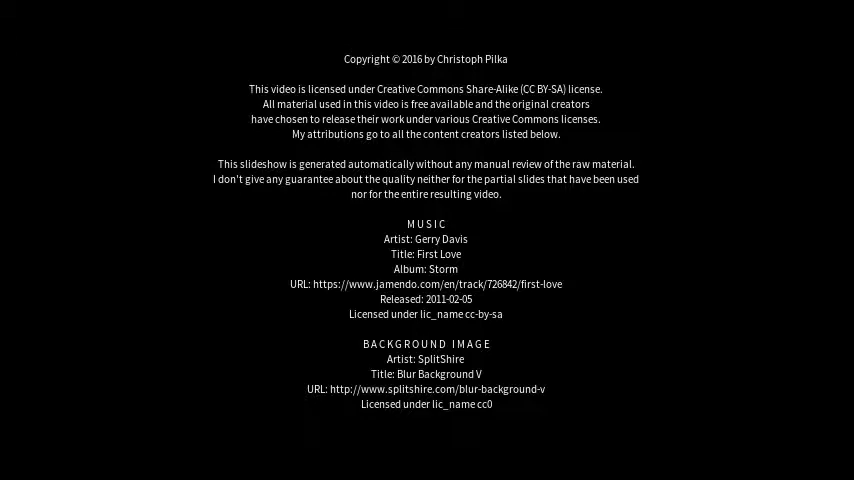 Copyright © 2016 by Christoph Pilka
This video is licensed under Creative Commons Share-Alike (CC BY-SA) license.
All material used in this video is free available and the original creators
have chosen to release their work under various Creative Commons licenses.
My attributions go to all the content creators listed below.
This slideshow is generated automatically without any manual review of the raw material.
I don't give any guarantee about the quality neither for the partial slides that have been used
nor for the entire resulting video.
M U S I C
Artist: Gerry Davis
Title: First Love
Album: Storm
URL: https://www.jamendo.com/en/track/726842/first-love
Released: 2011-02-05
Licensed under lic_name cc-by-sa
B A C K G R O U N D   I M A G E
Artist: SplitShire
Title: Blur Background V
URL: http://www.splitshire.com/blur-background-v
Licensed under lic_name cc0